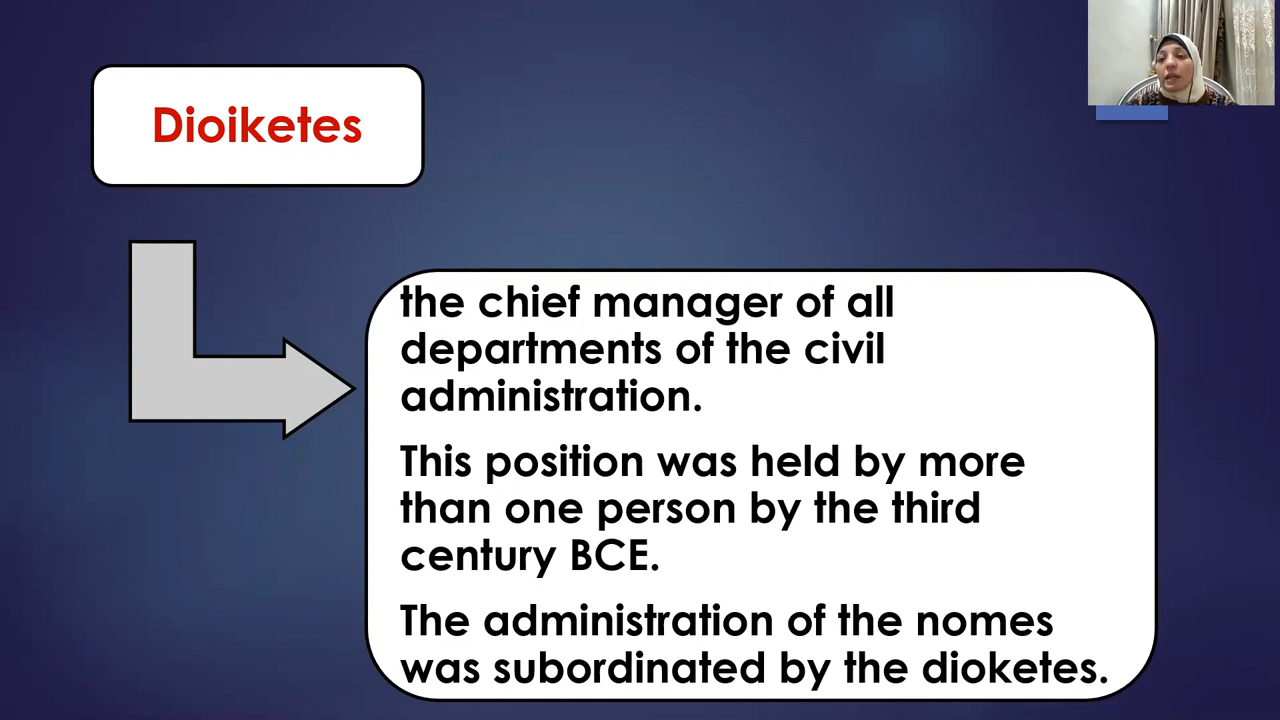 Dioiketes
the chief manager of all
departments of the civil
administration.
This position was held by more
than one person by the third
century BCE.
The administration of the nomes
was subordinated by the dioketes.